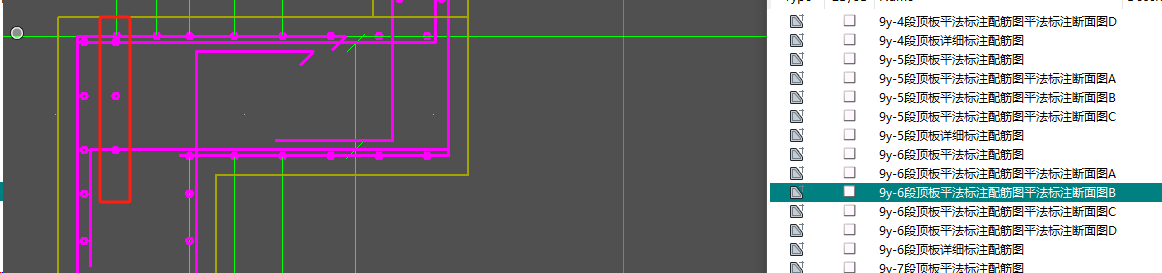 9y-4段顶板平法标注配筋图平法标注断面图D
9y-4段顶板详细标注配筋图
9y-5段顶板平法标注配筋图
9y-5段顶板平法标注配筋图平法标注断面图A
9y-5段顶板平法标注配筋图平法标注断面图B
9y-5段顶板平法标注配筋图平法标注断面图C
9y-5段顶板详细标注配筋图
9y-6段顶板平法标注配筋图
9y-6段顶板平法标注配筋图平法标注断面图A
9y-6段顶板平法标注配筋图平法标注断面图B
9y-6段顶板平法标注配筋图平法标注断面图C
9y-6段顶板平法标注配筋图平法标注断面图D
9y-6段顶板详细标注配筋图
9y-7段顶板平法标注配筋图